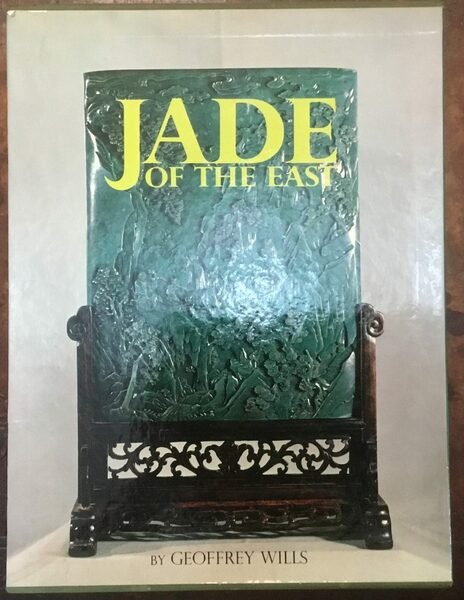 JADE
OF THE EAST
BY GEOFFREY WILLS